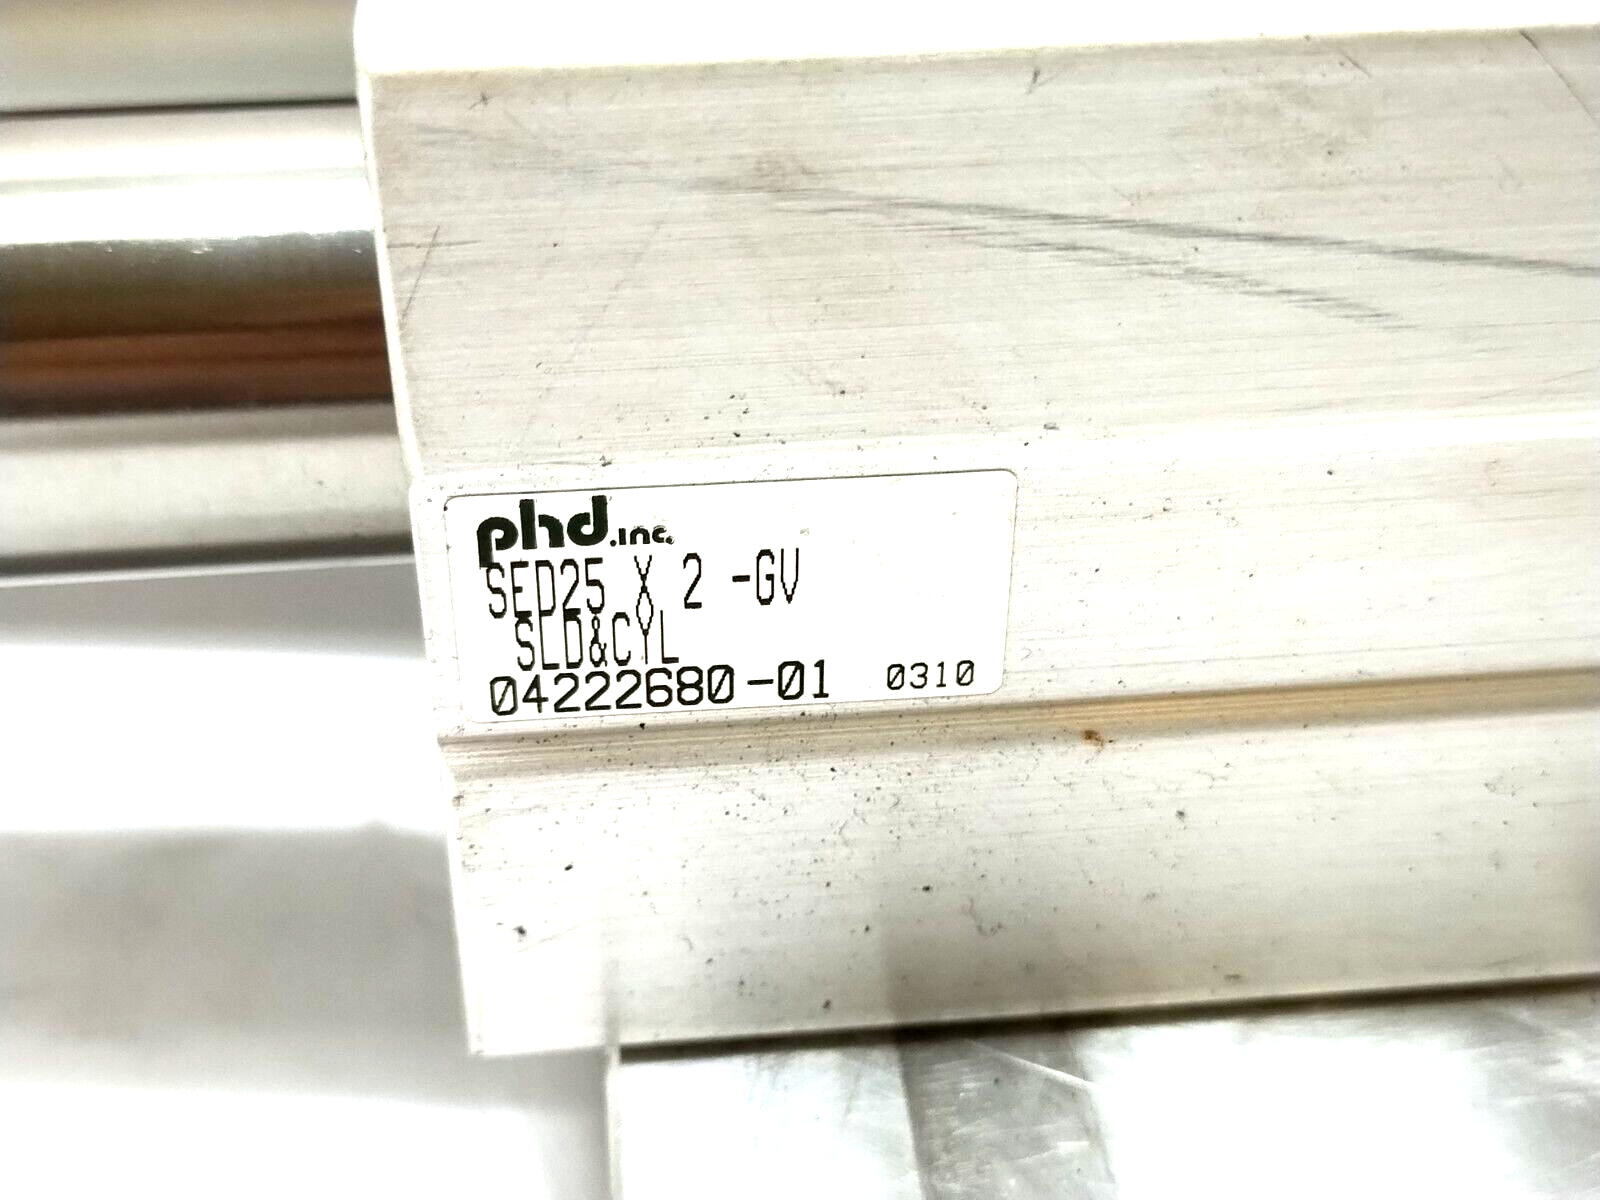 phd.inc.
SED25 X 2 -GV
SLD&CYL
04222680-01 0310